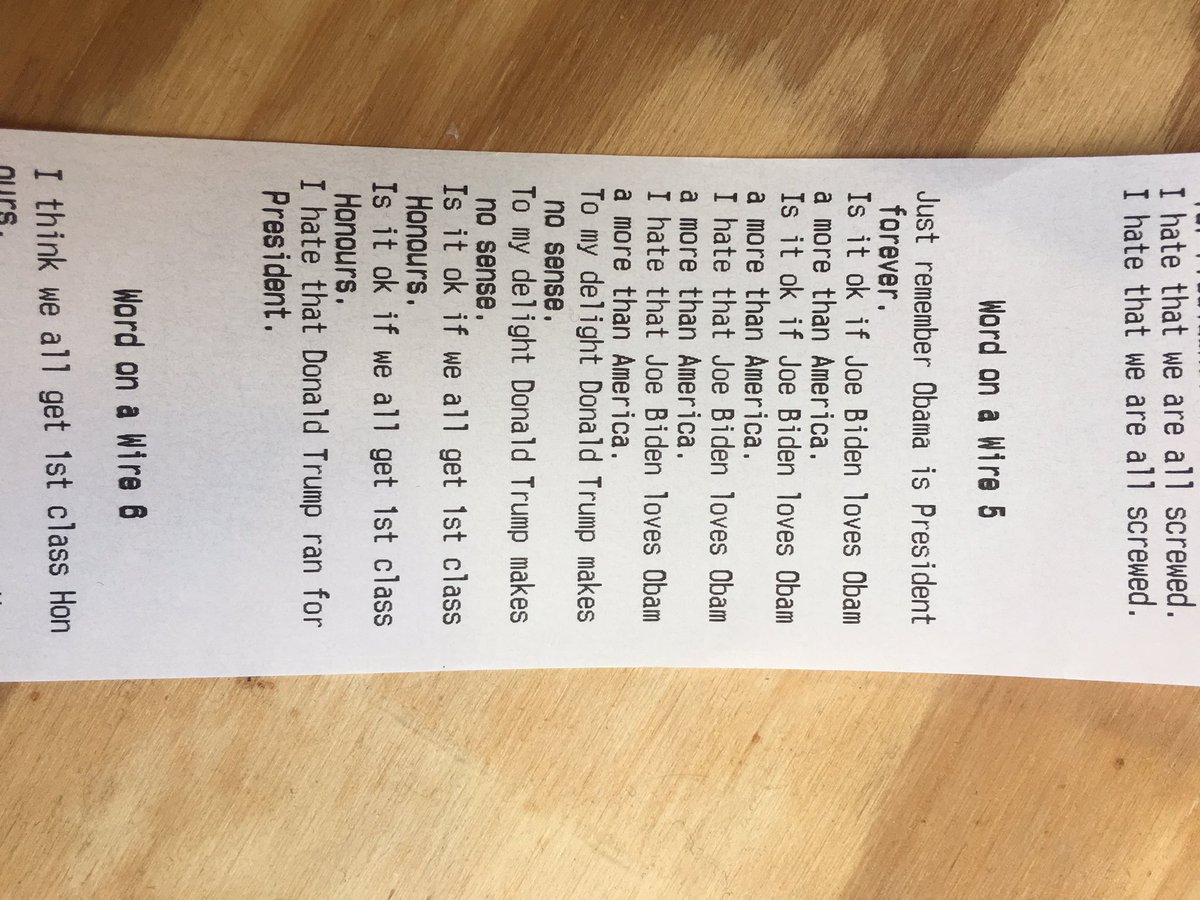 I hate that we are all screwed.
I hate that we are all screwed.
Word on a Wire 5
Just remember Obama is President
forever.
Is it ok if Joe Biden loves Obam
a more than America.
Is it ok if Joe Biden loves Obam
a more than America.
I hate that Joe Biden loves Obam
a more than America.
I hate that Joe Biden loves Obam
a more than America.
To my delight Donald Trump makes
no sense.
To my delight Donald Trump makes
no sense.
Is it ok if we all get 1st class
Honours.
Is it ok if we all get 1st class
Honours.
I hate that Donald Trump ran for
President.
Word on a Wire 6
I think we all get 1st class Hon
ours.